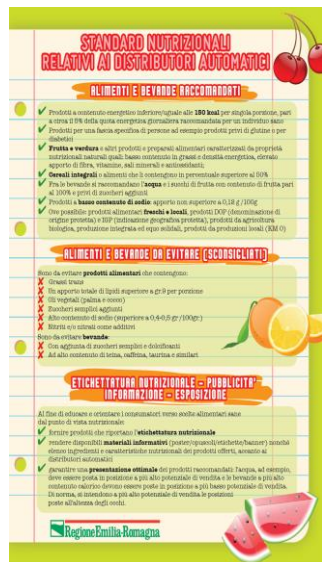 STANDARD NUTRIZIONALI
RELATIVI AI DISTRIBUTORI AUTOMATICI
ALIMENTI E BEVANDE RACCOMANDATI
Prodotti a contenuto energetico inferiore/uguale alle 150 kcal per singola porzione, pari
a circa il 5% della quota energetica giornaliera raccomandata per un individuo sano
Prodotti per una fascia specifica di persone ad esempio prodotti privi di glutine o per
diabetici
Frutta e verdura e altri prodotti e preparati alimentari caratterizzati da proprietà
nutrizionali naturali quali: basso contenuto in grassi e densità energetica, elevato
apporto di fibra, vitamine, sali minerali e antiossidanti;
Cereali integrali o alimenti che li contengono in percentuale superiore al 50%
Fra le bevande si raccomandano l'acqua e i succhi di frutta con contenuto di frutta pari
al 100% e privi di zuccheri aggiunti
Prodotti a basso contenuto di sodio: apporto non superiore a 0,12 g /100g
Ove possibile: prodotti alimentari freschi e locali, prodotti DOP (denominazione di
origine protetta) e IGP (indicazione geografica protetta), prodotti da agricoltura
biologica, produzione integrata ed equo solidali, prodotti da produzioni locali (KM 0)
ALIMENTI E BEVANDE DA EVITARE (SCONSIGLIATI)
Sono da evitare prodotti alimentari che contengono:
Grassi trans
Un apporto totale di lipidi superiore a gr.9 per porzione
Oli vegetali (palma e cocco)
Zuccheri semplici aggiunti
Alto contenuto di sodio (superiore a 0,4-0,5 gr./100gr.)
Nitriti e/o nitrati come additivi
Sono da evitare bevande:
Con aggiunta di zuccheri semplici e dolcificanti
Ad alto contenuto di teina, caffeina, taurina e similari
ETICHETTATURA NUTRIZIONALE - PUBBLICITA'
INFORMAZIONE - ESPOSIZIONE
Al fine di educare e orientare i consumatori verso scelte alimentari sane
dal punto di vista nutrizionale:
fornire prodotti che riportano l'etichettatura nutrizionale
rendere disponibili materiali informativi (poster/opuscoli/etichette/banner) nonché
elenco ingredienti e caratteristiche nutrizionali dei prodotti offerti, accanto ai
distributori automatici
garantire una presentazione ottimale dei prodotti raccomandati: l'acqua, ad esempio,
deve essere posta in posizione a più alto potenziale di vendita e le bevande a più alto
contenuto calorico devono essere poste in posizione a più basso potenziale di vendita.
Di norma, si intendono a più alto potenziale di vendita le posizioni
poste all'altezza degli occhi.
RegioneEmilia-Romagna